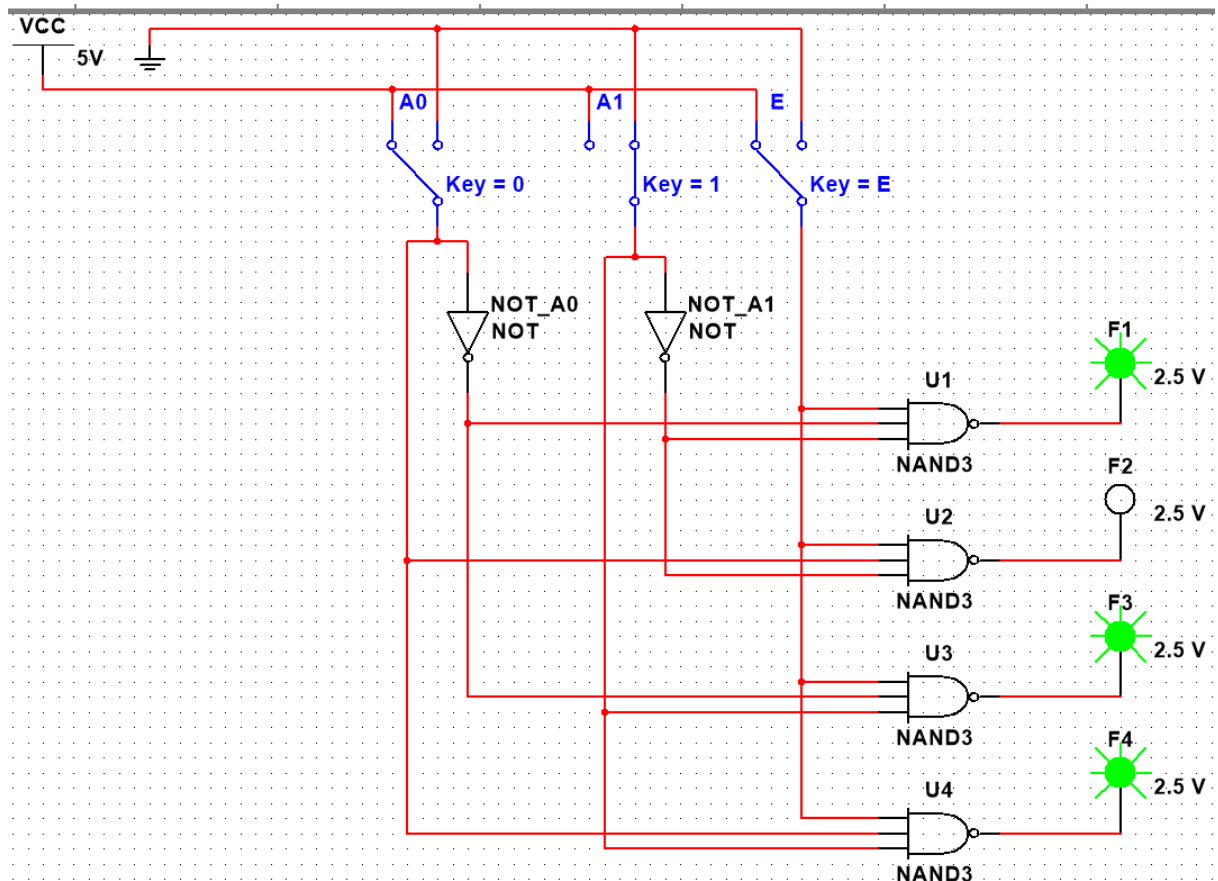 VCC
5V
A0
A1
E
Key = 0
Key = 1
Key = E
NOT_A0
NOT
NOT_A1
NOT
F1
2.5 V
U1
NAND3
F2
2.5 V
U2
NAND3
F3
2.5 V
U3
NAND3
F4
2.5 V
U4
NAND3